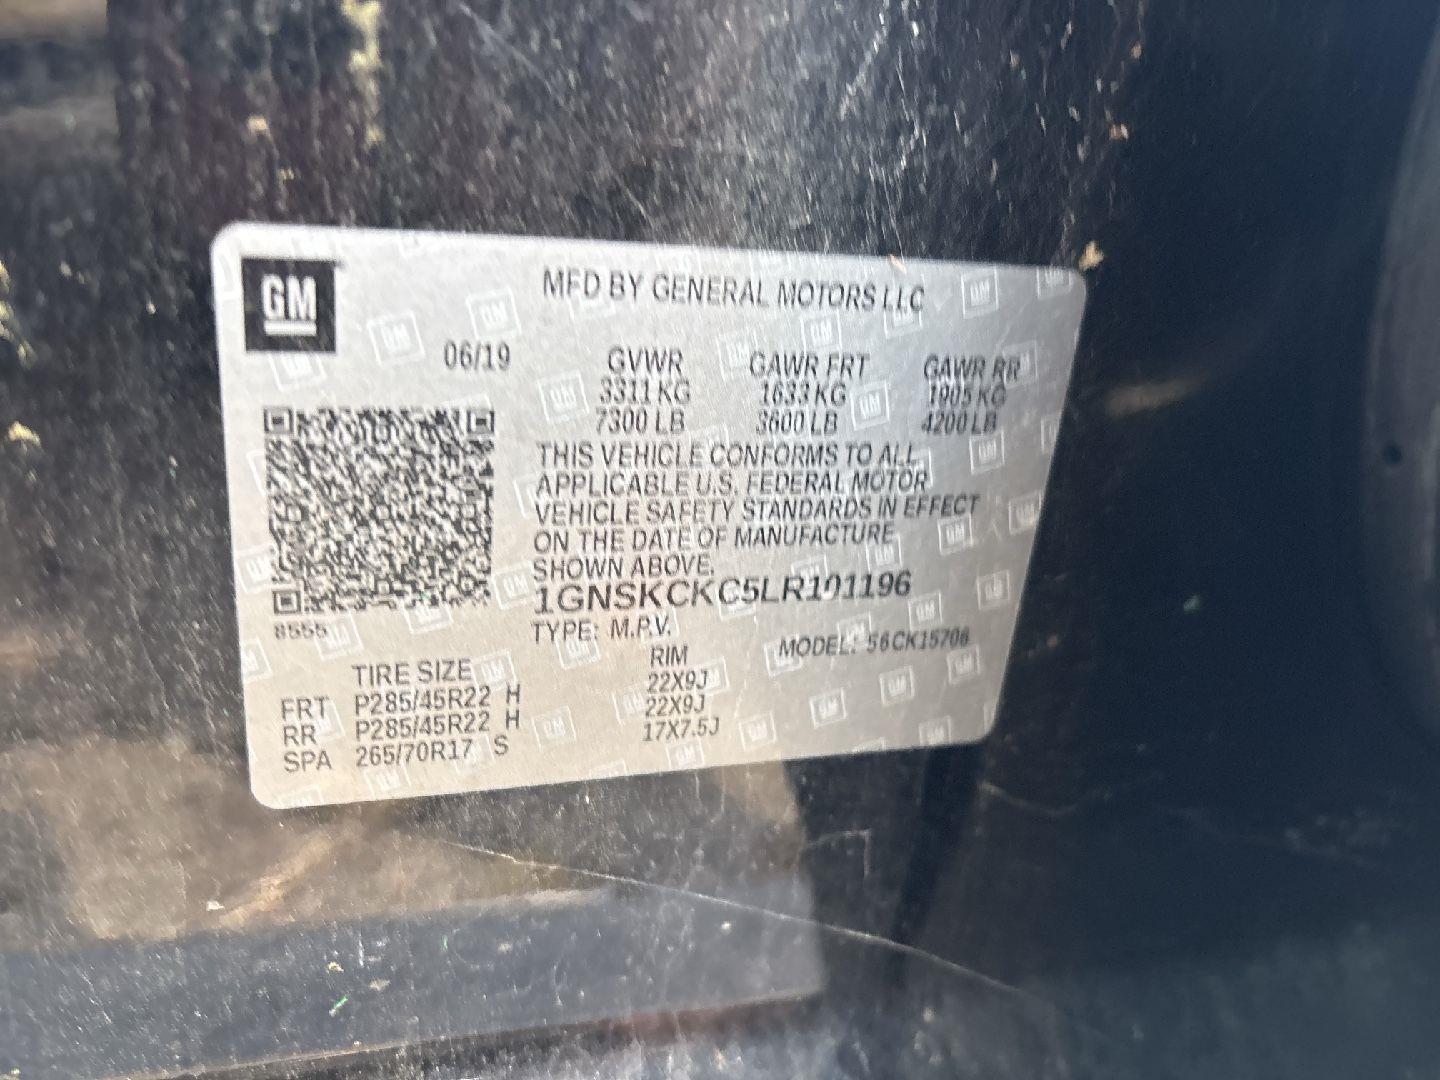 GM
MFD BY GENERAL MOTORS LLC
06/19 GVWR GAWR FRT GAWR RR
3311 KG 1633 KG 1905 KG
7300 LB 3600 LB 4200 LB
THIS VEHICLE CONFORMS TO ALL
APPLICABLE U.S. FEDERAL MOTOR
VEHICLE SAFETY STANDARDS IN EFFECT
ON THE DATE OF MANUFACTURE
SHOWN ABOVE.
1GNSKCKC5LR101196
8555
TYPE: M.P.V. MODEL: 56CK15706
TIRE SIZE RIM
FRT P285/45R22 H 22X9J
RR P285/45R22 H 22X9J
SPA 265/70R17 S 17X7.5J